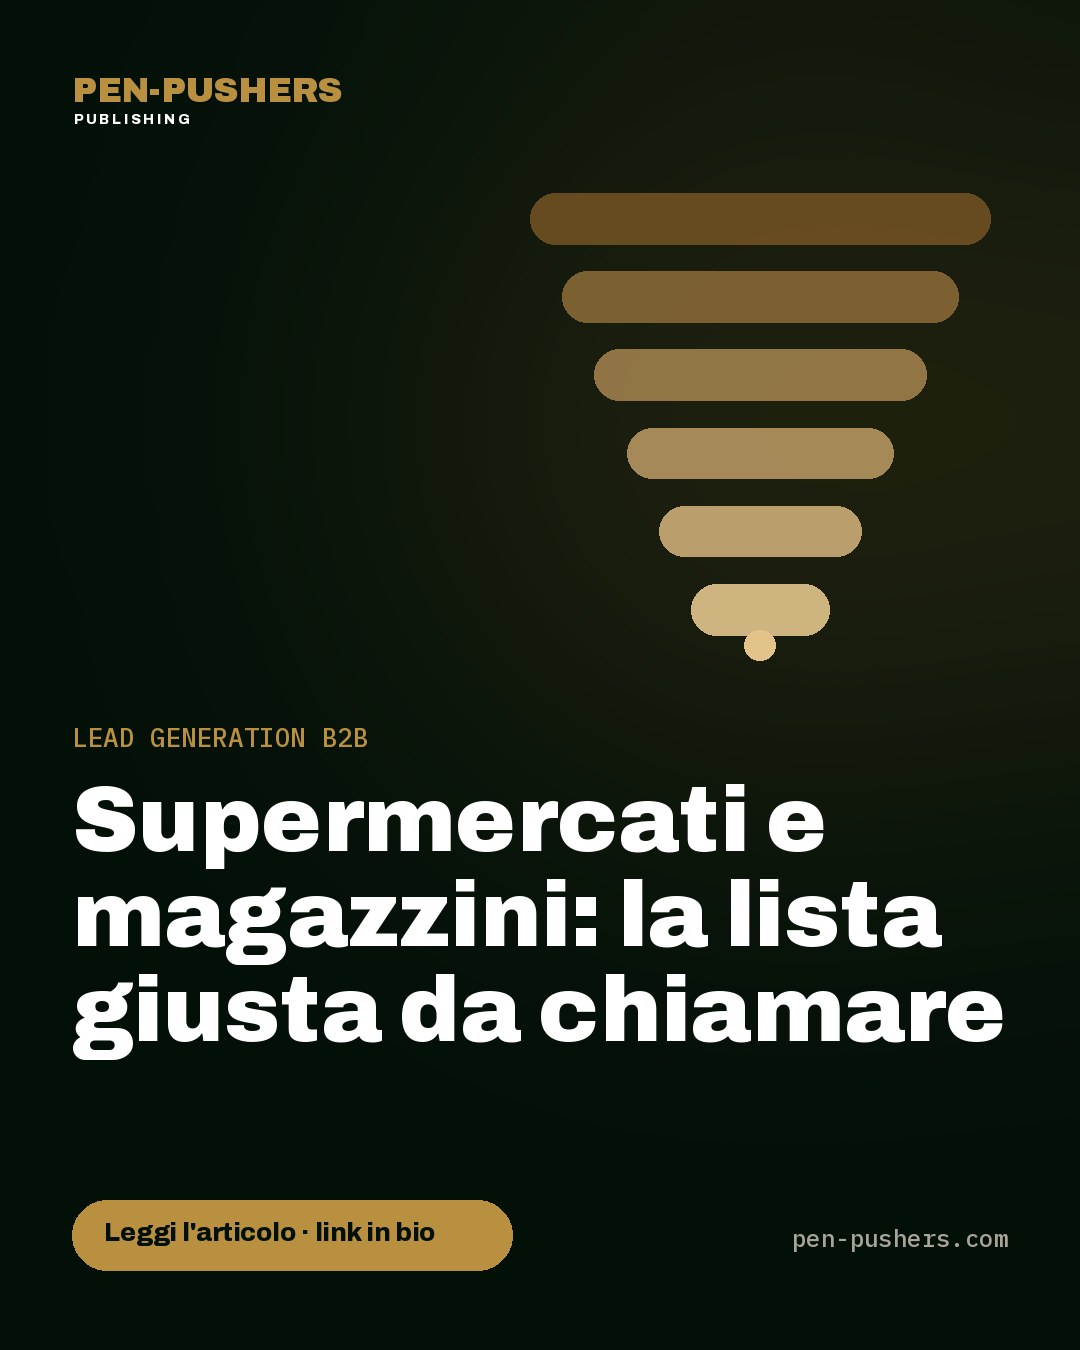 PEN-PUSHERS
PUBLISHING
LEAD GENERATION B2B
Supermercati e
magazzini: la lista
giusta da chiamare
Leggi l'articolo · link in bio
pen-pushers.com